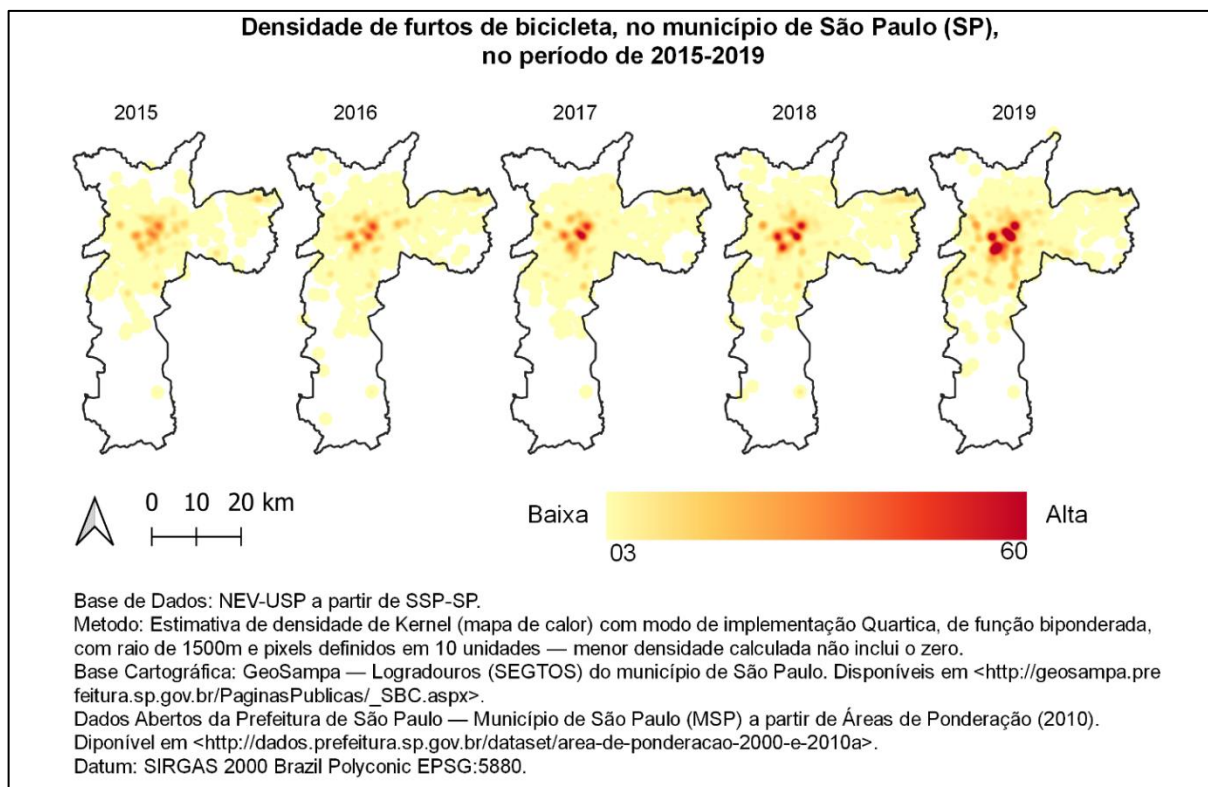 Densidade de furtos de bicicleta, no município de São Paulo (SP),
no período de 2015-2019
2015
2016
2017
2018
2019
0 10 20 km
Baixa
Alta
03
60
Base de Dados: NEV-USP a partir de SSP-SP.
Metodo: Estimativa de densidade de Kernel (mapa de calor) com modo de implementação Quartica, de função biponderada,
com raio de 1500m e pixels definidos em 10 unidades — menor densidade calculada não inclui o zero.
Base Cartográfica: GeoSampa — Logradouros (SEGTOS) do município de São Paulo. Disponíveis em <http://geosampa.pre
feitura.sp.gov.br/PaginasPublicas/_SBC.aspx>.
Dados Abertos da Prefeitura de São Paulo — Município de São Paulo (MSP) a partir de Áreas de Ponderação (2010).
Diponível em <http://dados.prefeitura.sp.gov.br/dataset/area-de-ponderacao-2000-e-2010a>.
Datum: SIRGAS 2000 Brazil Polyconic EPSG:5880.